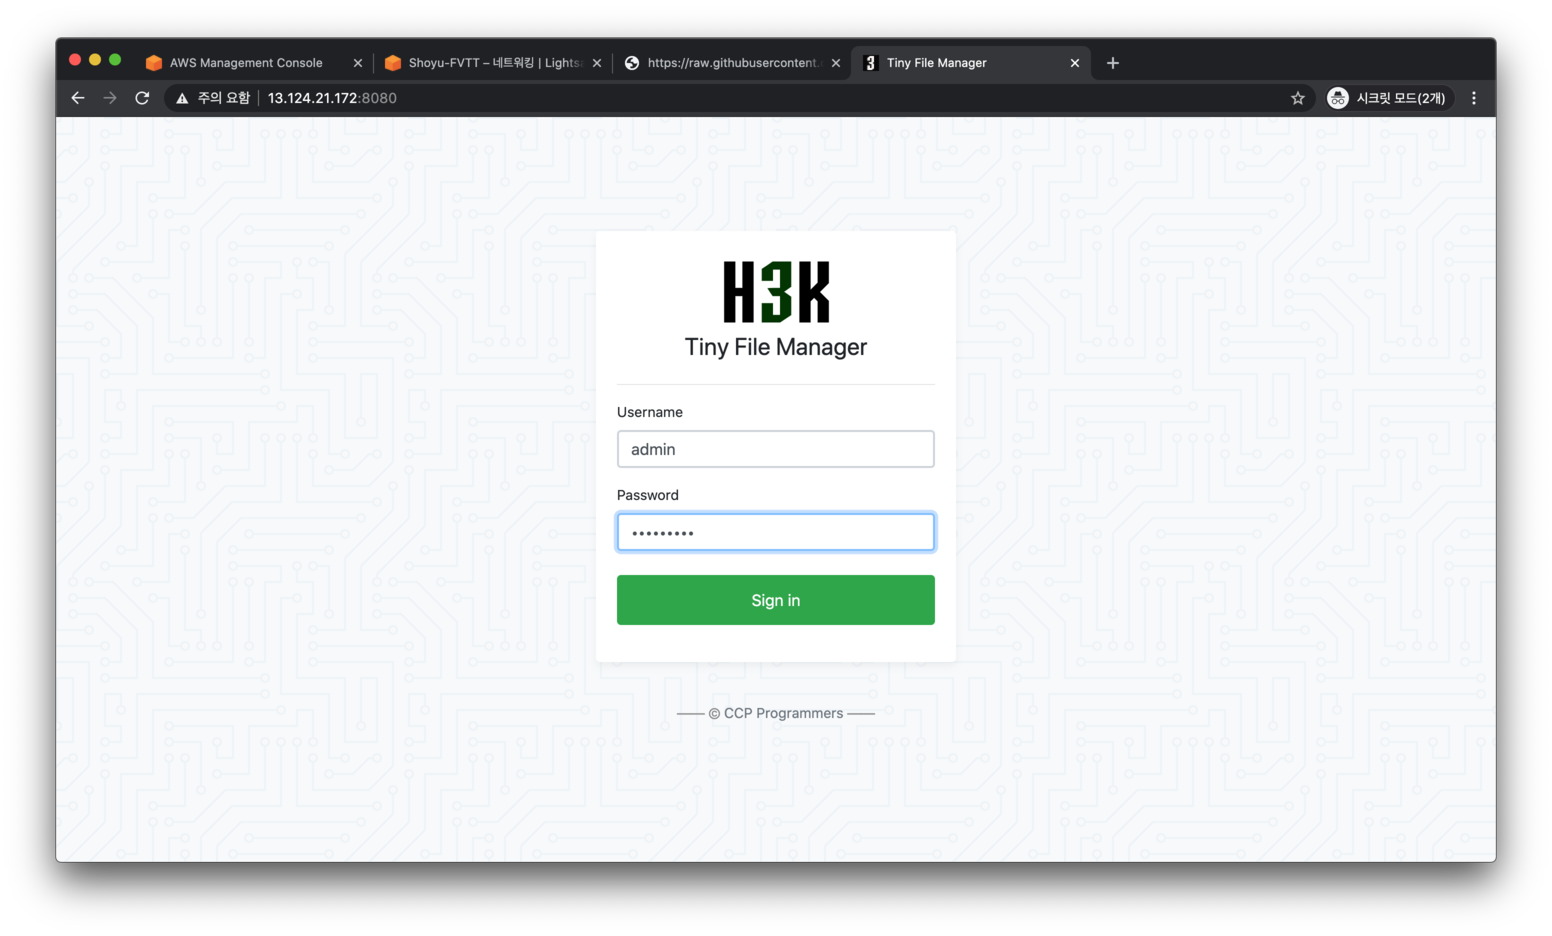 AWS Management Console
Shoyu-FVTT – 네트워킹 | Lights
https://raw.githubusercontent.
3 Tiny File Manager
주의 요함 13.124.21.172:8080
시크릿 모드(2개)
H3K
Tiny File Manager
Username
admin
Password
•••••••••
Sign in
© CCP Programmers